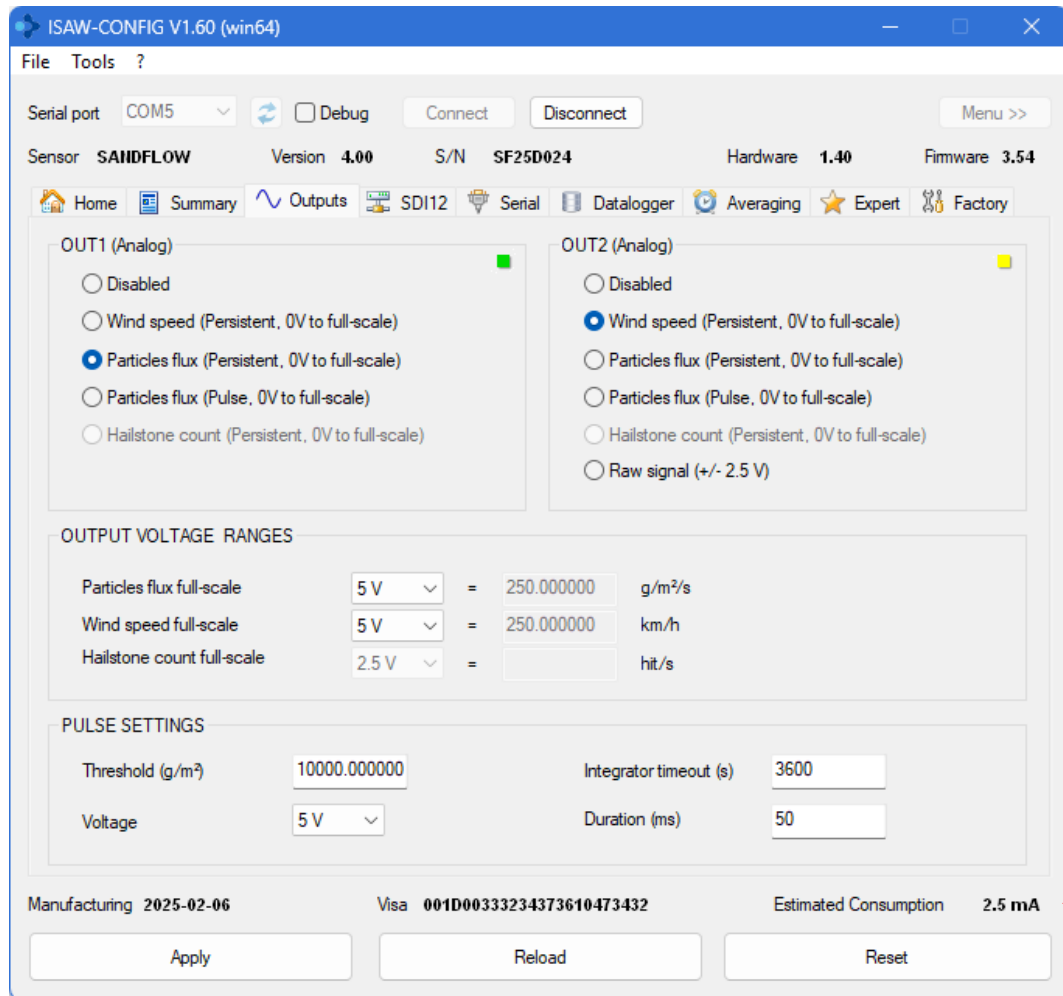 ISAW-CONFIG V1.60 (win64)
File Tools ?
Serial port COM5 Debug Connect Disconnect Menu >>
Sensor SANDFLOW Version 4.00 S/N SF25D024 Hardware 1.40 Firmware 3.54
Home Summary Outputs SDI12 Serial Datalogger Averaging Expert Factory
OUT1 (Analog)
Disabled
Wind speed (Persistent, 0V to full-scale)
Particles flux (Persistent, 0V to full-scale)
Particles flux (Pulse, 0V to full-scale)
Hailstone count (Persistent, 0V to full-scale)
OUT2 (Analog)
Disabled
Wind speed (Persistent, 0V to full-scale)
Particles flux (Persistent, 0V to full-scale)
Particles flux (Pulse, 0V to full-scale)
Hailstone count (Persistent, 0V to full-scale)
Raw signal (+/- 2.5 V)
OUTPUT VOLTAGE RANGES
Particles flux full-scale 5 V = 250.000000 g/m²/s
Wind speed full-scale 5 V = 250.000000 km/h
Hailstone count full-scale 2.5 V = hit/s
PULSE SETTINGS
Threshold (g/m²) 10000.000000 Integrator timeout (s) 3600
Voltage 5 V Duration (ms) 50
Manufacturing 2025-02-06 Visa 001D00333234373610473432 Estimated Consumption 2.5 mA
Apply Reload Reset